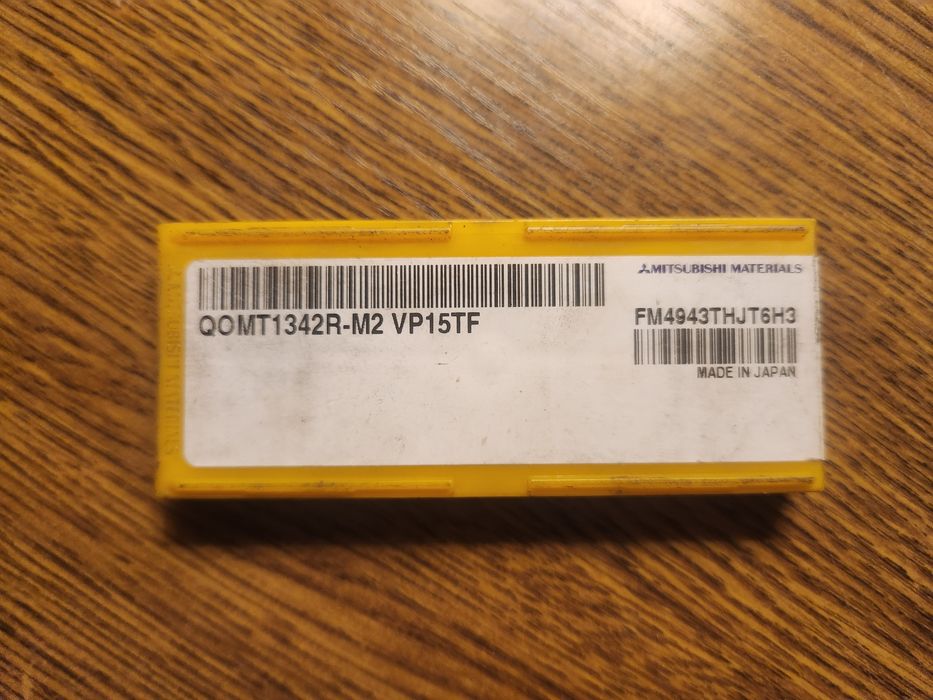 MITSUBISHI MATERIALS
QOMT1342R-M2 VP15TF
FM4943THJT6H3
MADE IN JAPAN